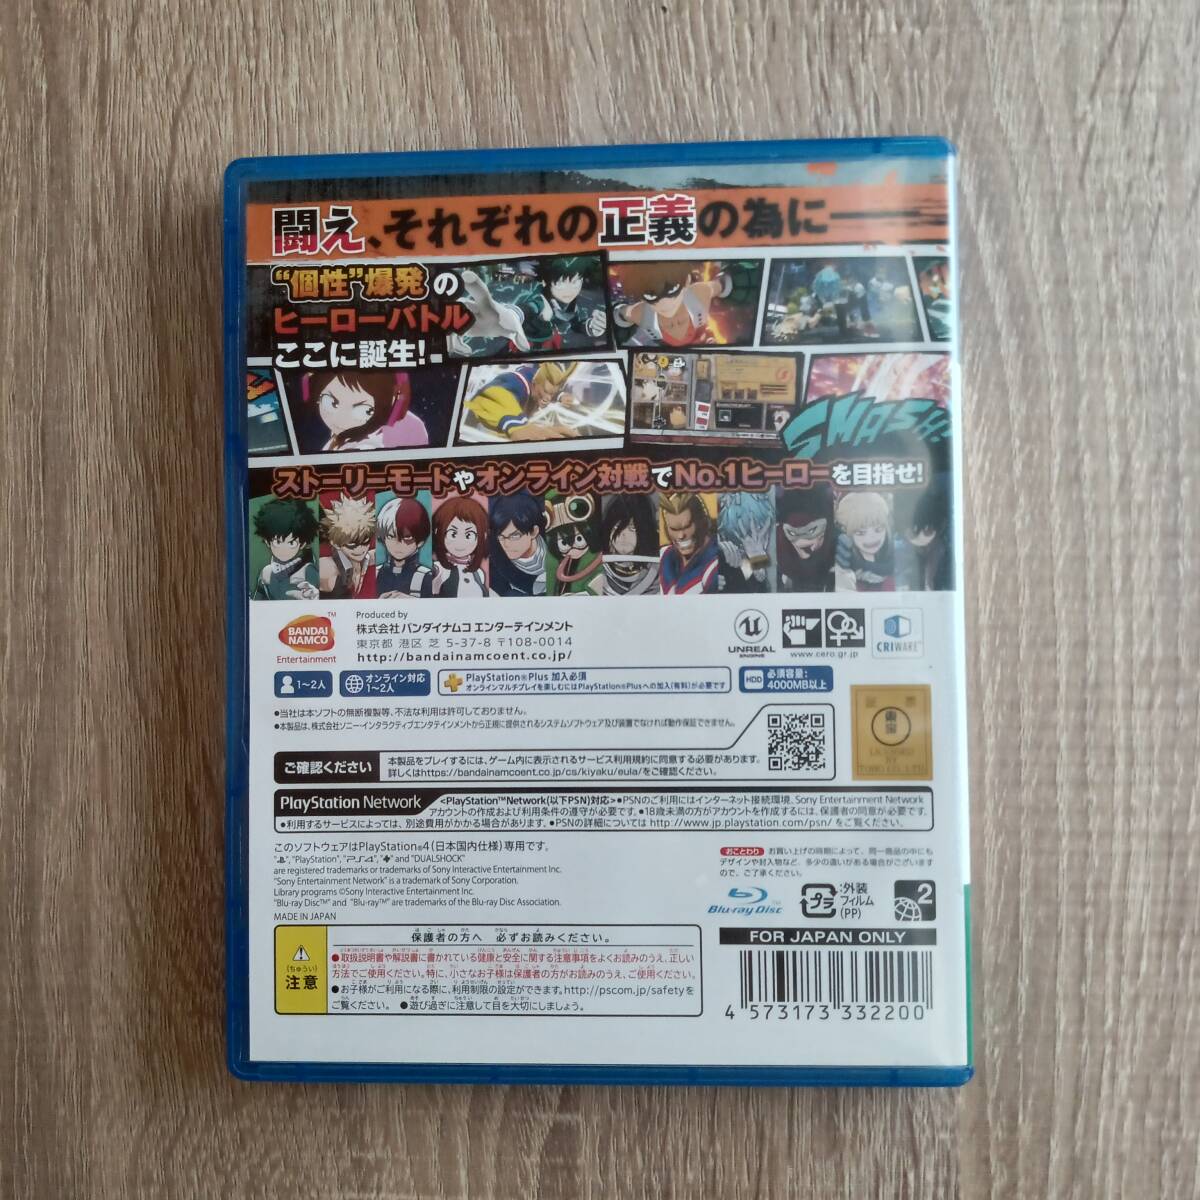 闘え、それぞれの正義の為に
“個性”爆発の
ヒーローバトル
ここに誕生!
SMASH!
ストーリーモードやオンライン対戦でNo.1ヒーローを目指せ!
BANDAI
NAMCO
Entertainment
Produced by
株式会社バンダイナムコエンターテインメント
東京都 港区 芝 5-37-8 〒108-0014
http://bandainamcoent.co.jp/
UNREAL
ENGINE
www.cero.gr.jp
CRIWARE
1~2人
オンライン対応
1~2人
PlayStation®Plus 加入必須
オンラインマルチプレイを楽しむにはPlayStation®Plusへの加入(有料)が必要です
HDD
必須容量:
4000MB以上
●当社は本ソフトの無断複製等、不法な利用は許可しておりません。
●本製品は、株式会社ソニー・インタラクティブエンタテインメントから正規に提供されるシステムソフトウェア及び装置でなければ動作保証できません。
証票
LICENSED
BY
TOHO CO., LTD.
ご確認ください
本製品をプレイするには、ゲーム内に表示されるサービス利用規約に同意する必要があります。
詳しくはhttps://bandainamcoent.co.jp/cs/kiyaku/eula/をご確認ください。
PlayStation Network
<PlayStation™Network(以下PSN)対応>●PSNのご利用にはインターネット接続環境、Sony Entertainment Network
アカウントの作成および利用条件の遵守が必要です。●18歳未満の方がアカウントを作成するには、保護者の同意が必要です。
●利用するサービスによっては、別途費用がかかる場合があります。●PSNの詳細については http://www.jp.playstation.com/psn/ をご覧ください。
このソフトウェアはPlayStation®4(日本国内仕様)専用です。
"PlayStation", "PS4", and "DUALSHOCK"
are registered trademarks or trademarks of Sony Interactive Entertainment Inc.
"Sony Entertainment Network" is a trademark of Sony Corporation.
Library programs ©Sony Interactive Entertainment Inc.
"Blu-ray Disc™" and "Blu-ray™" are trademarks of the Blu-ray Disc Association.
MADE IN JAPAN
おことわり お買い上げの時期によって、同一商品の中にも
デザインや封入物など、多少の違いがある場合がございます
ので、ご了承ください。
Blu-ray Disc™
プラ
:外装
フィルム
(PP)
2
FOR JAPAN ONLY
(ちゅうい)
注意
保護者の方へ 必ずお読みください。
●取扱説明書や解説書に書かれている健康と安全に関する注意事項をよくお読みのうえ、正しい
方法でご使用ください。特に、小さなお子様は保護者の方がお読みのうえ、ご使用ください。
●お子様がご利用になる際に、利用制限の設定ができます。http://pscom.jp/safetyを
ご覧ください。●遊び過ぎに注意して目を大切にしましょう。
4 573173 332200